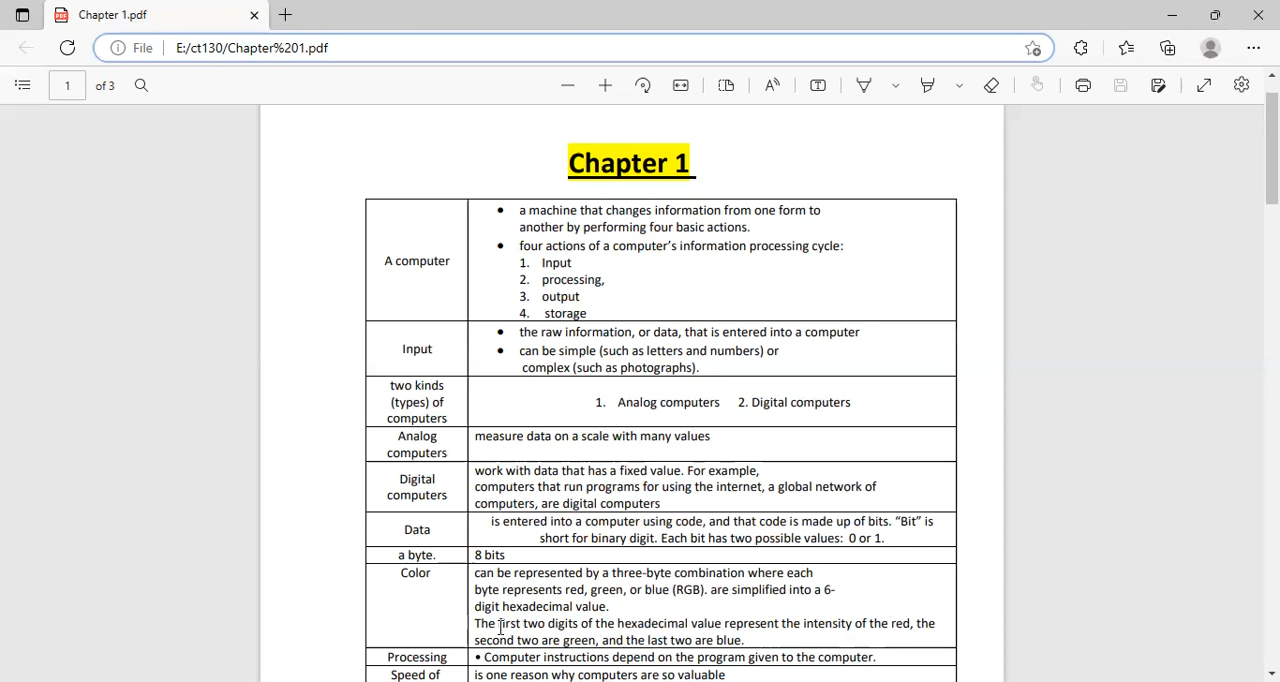 Chapter 1.pdf
File
E:/ct130/Chapter%201.pdf
1 of 3
Chapter 1
A computer
• a machine that changes information from one form to
another by performing four basic actions.
• four actions of a computer's information processing cycle:
1. Input
2. processing,
3. output
4. storage
Input
• the raw information, or data, that is entered into a computer
• can be simple (such as letters and numbers) or
complex (such as photographs).
two kinds
(types) of
computers
1. Analog computers 2. Digital computers
Analog
computers
measure data on a scale with many values
Digital
computers
work with data that has a fixed value. For example,
computers that run programs for using the internet, a global network of
computers, are digital computers
Data
is entered into a computer using code, and that code is made up of bits. “Bit” is
short for binary digit. Each bit has two possible values: 0 or 1.
a byte.
8 bits
Color
can be represented by a three-byte combination where each
byte represents red, green, or blue (RGB). are simplified into a 6-
digit hexadecimal value.
The first two digits of the hexadecimal value represent the intensity of the red, the
second two are green, and the last two are blue.
Processing
• Computer instructions depend on the program given to the computer.
Speed of
is one reason why computers are so valuable